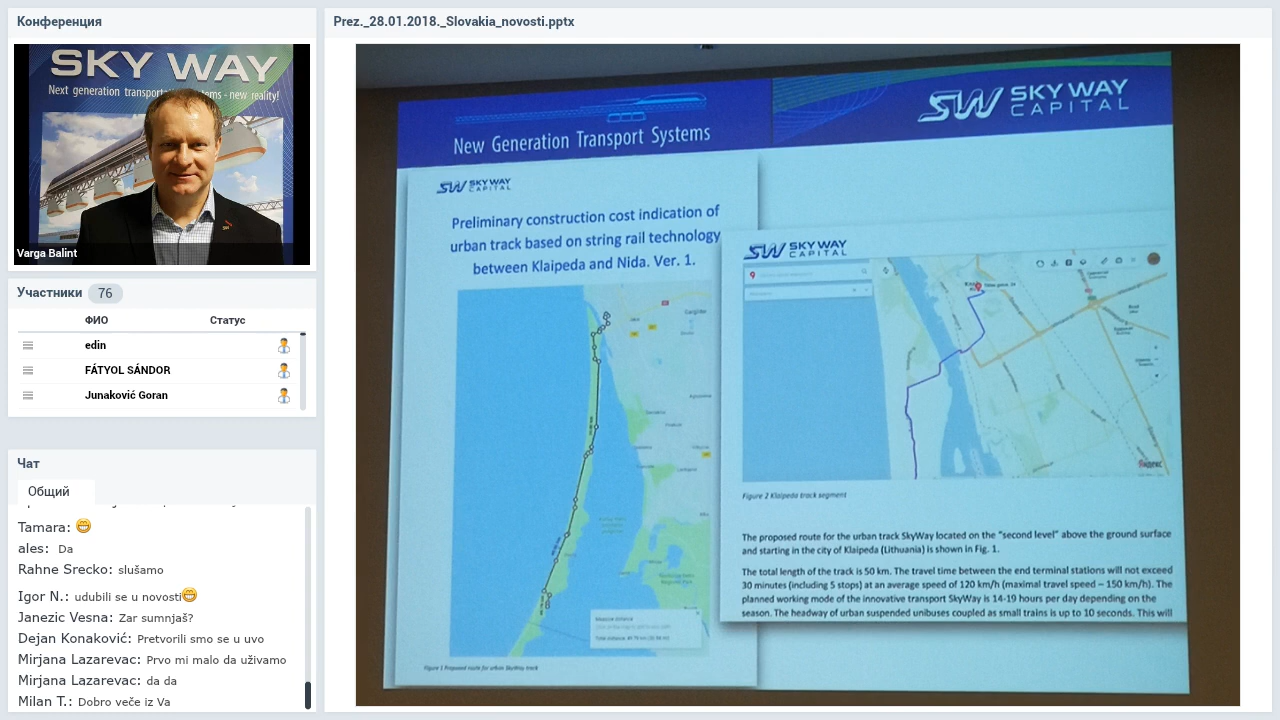 Конференция
SKY WAY
Next generation transport
ems - new reality!
Varga Balint
Участники 76
ФИО Статус
edin
FÁTYOL SÁNDOR
Junaković Goran
Чат
Общий
Tamara:
ales: Da
Rahne Srecko: slušamo
Igor N.: udubili se u novosti
Janezic Vesna: Zar sumnjaš?
Dejan Konaković: Pretvorili smo se u uvo
Mirjana Lazarevac: Prvo mi malo da uživamo
Mirjana Lazarevac: da da
Milan T.: Dobro veče iz Va
Prez._28.01.2018._Slovakia_novosti.pptx
New Generation Transport Systems
SW SKY WAY CAPITAL
SW SKY WAY CAPITAL
Preliminary construction cost indication of
urban track based on string rail technology
between Klaipeda and Nida. Ver. 1.
Figure 1 Proposed route for urban SkyWay track
SW SKY WAY CAPITAL
Яндекс
Figure 2 Klaipeda track segment
The proposed route for the urban track SkyWay located on the "second level" above the ground surface
and starting in the city of Klaipeda (Lithuania) is shown in Fig. 1.
The total length of the track is 50 km. The travel time between the end terminal stations will not exceed
30 minutes (including 5 stops) at an average speed of 120 km/h (maximal travel speed – 150 km/h). The
planned working mode of the innovative transport SkyWay is 14-19 hours per day depending on the
season. The headway of urban suspended unibuses coupled as small trains is up to 10 seconds. This will